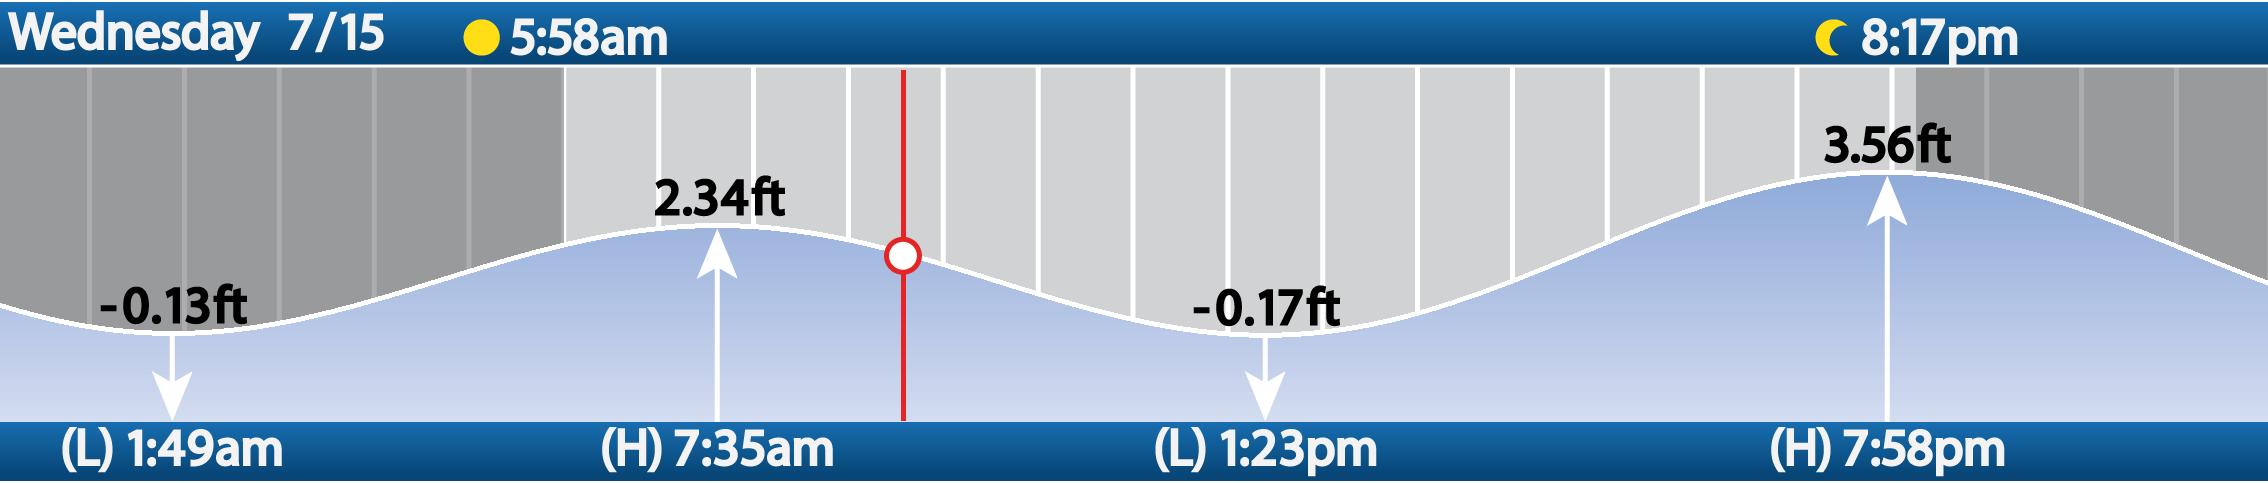 Wednesday 7/15 5:58am 8:17pm
3.56ft
2.34ft
-0.13ft -0.17ft
(L) 1:49am (H) 7:35am (L) 1:23pm (H) 7:58pm